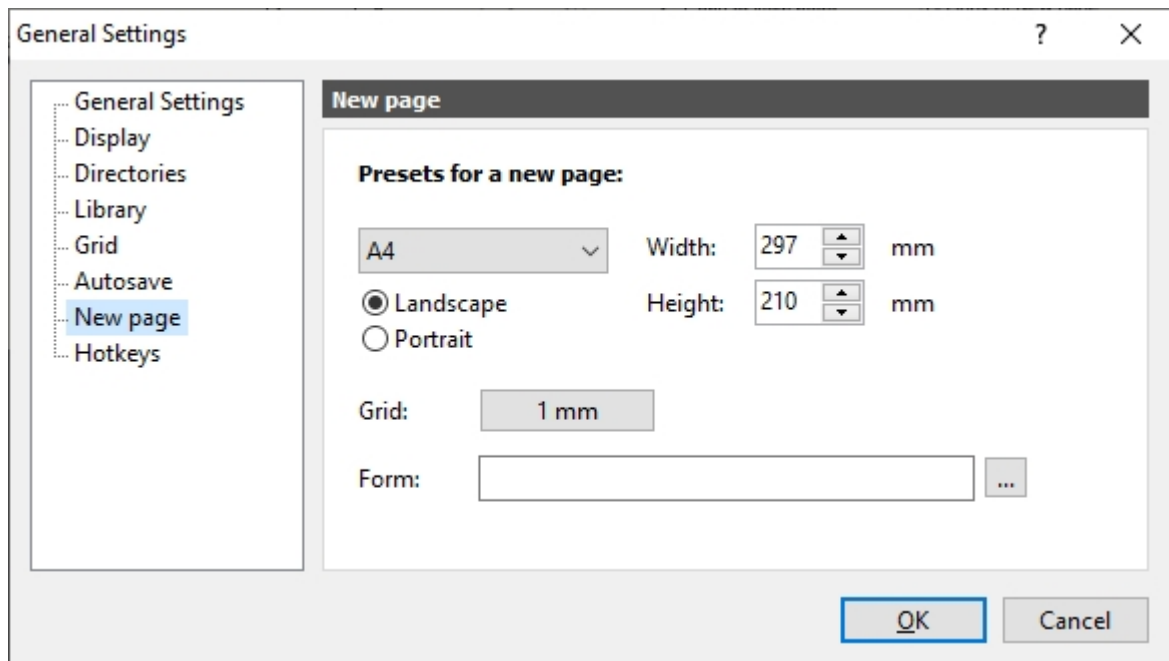 General Settings
?
General Settings
Display
Directories
Library
Grid
Autosave
New page
Hotkeys
New page
Presets for a new page:
A4
Width: 297 mm
Landscape
Height: 210 mm
Portrait
Grid: 1 mm
Form:
...
OK Cancel